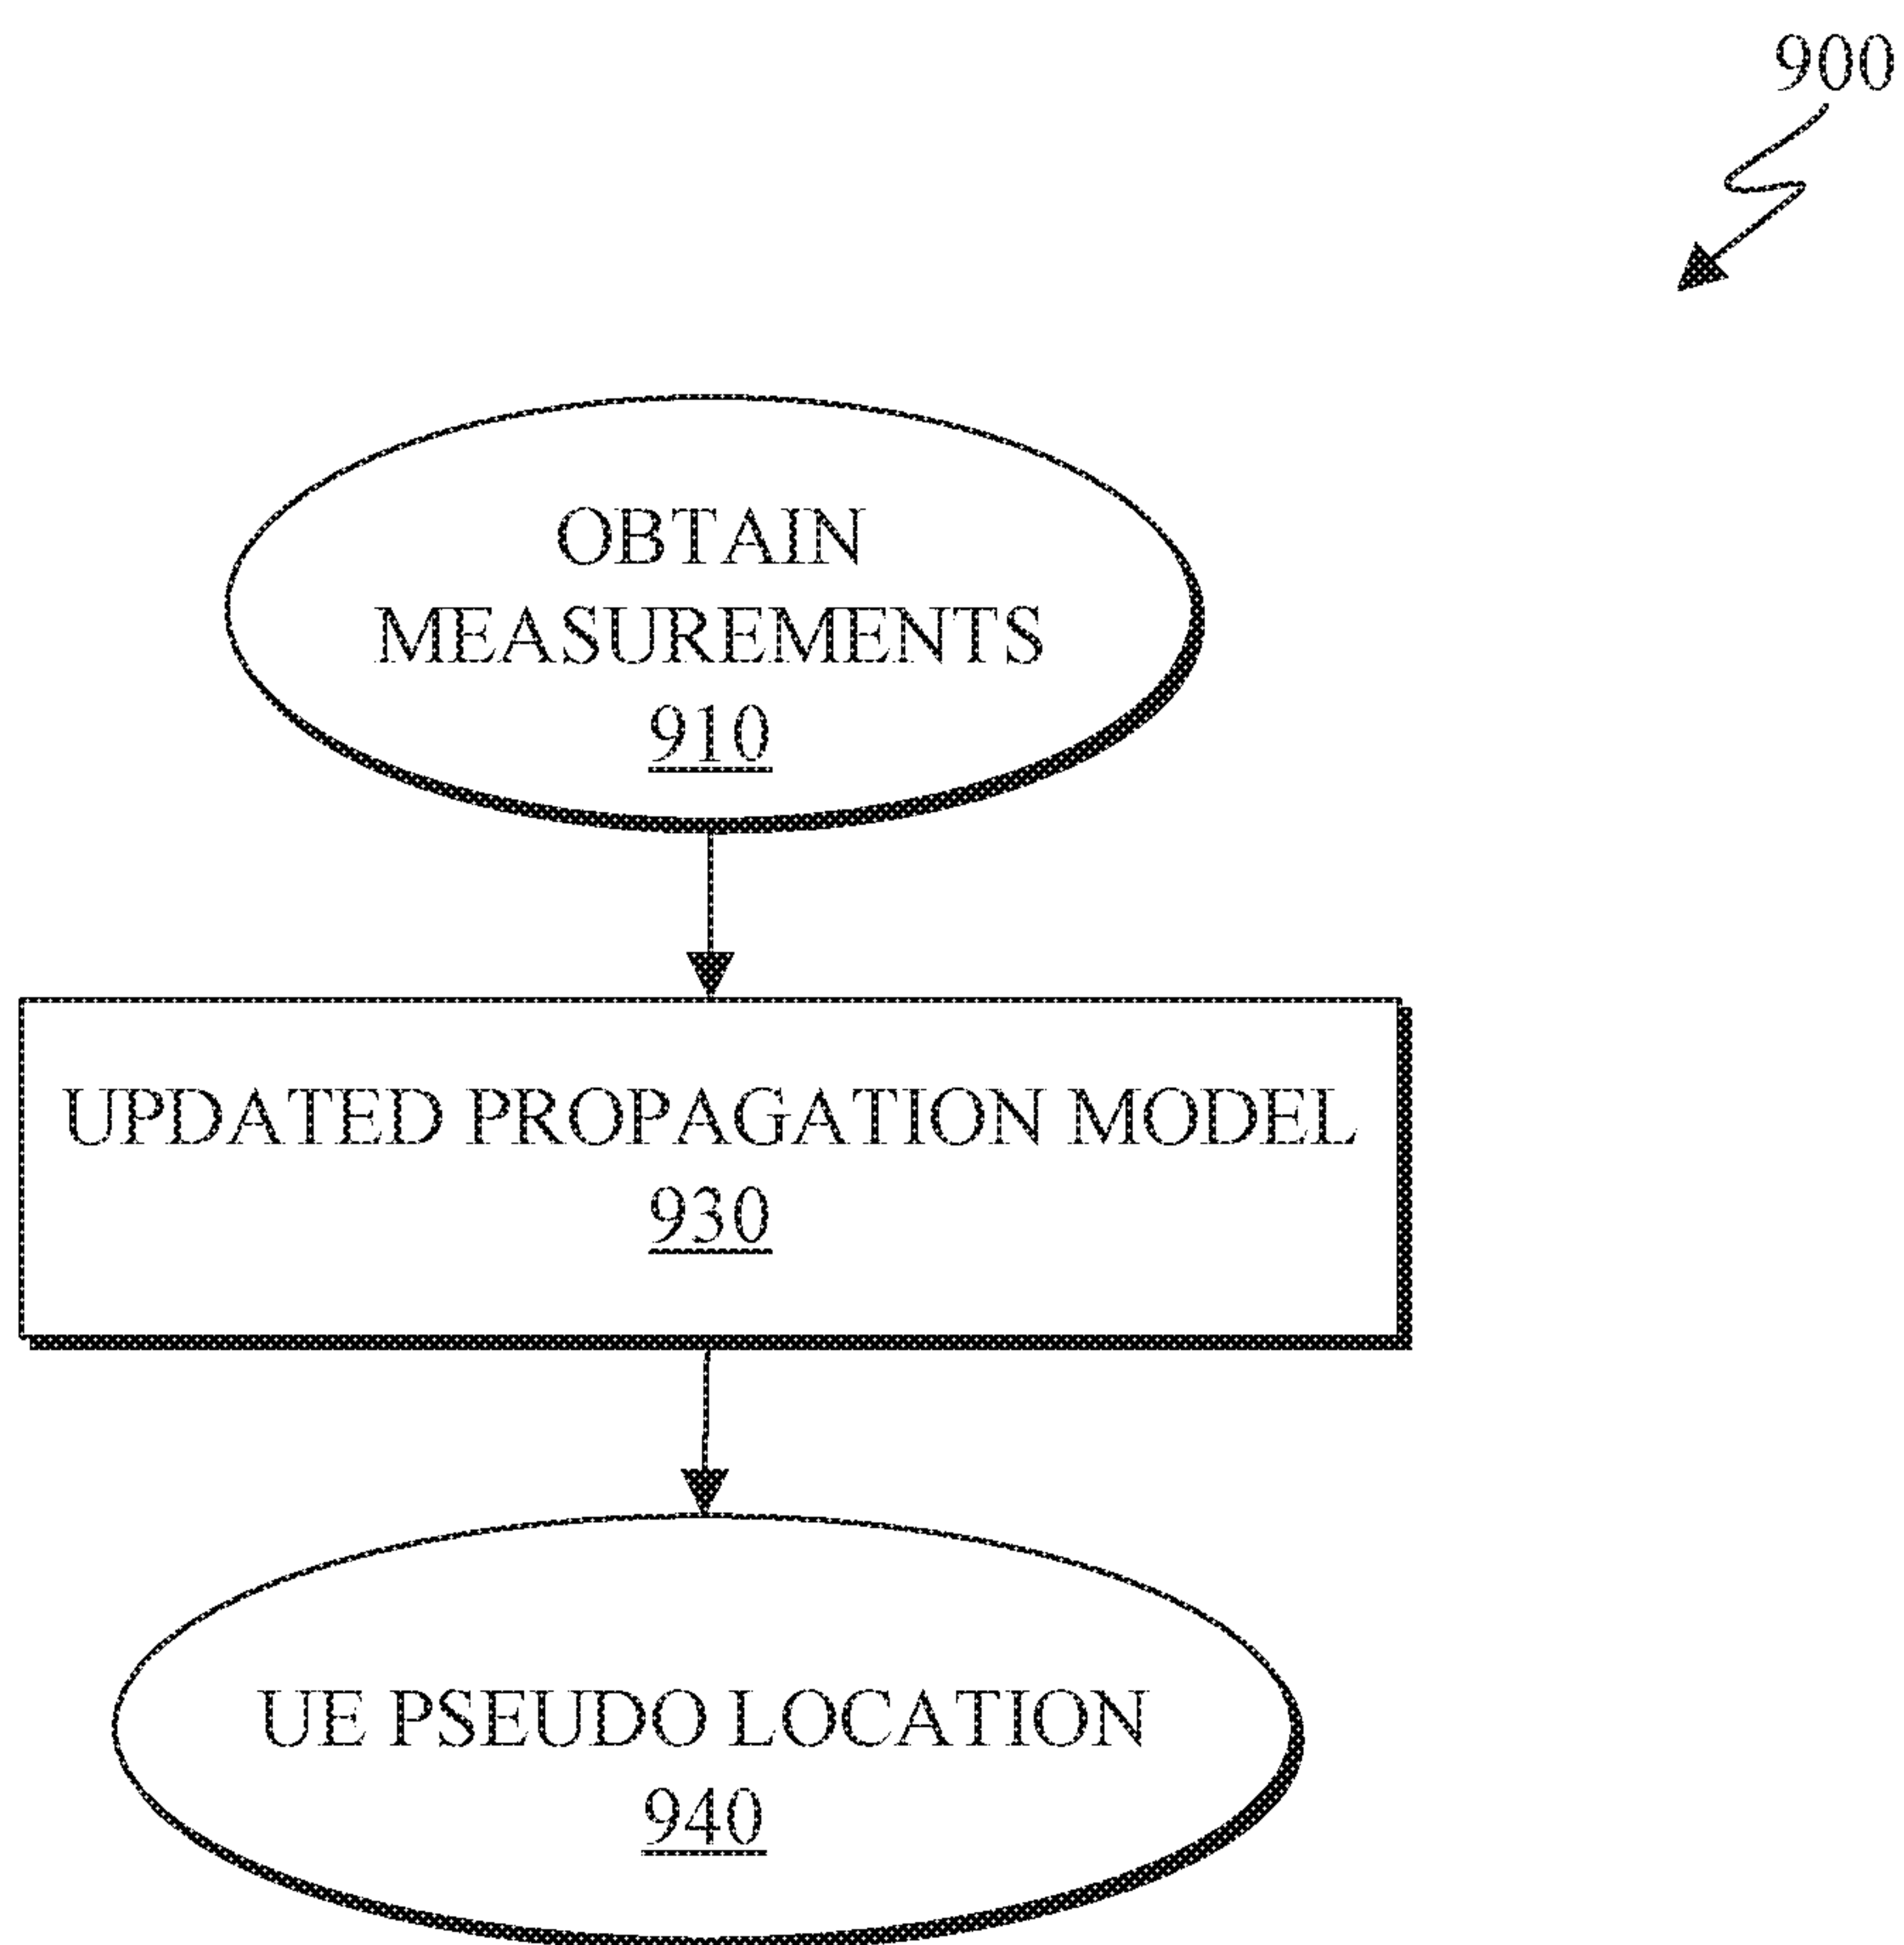 900
OBTAIN
MEASUREMENTS
910
UPDATED PROPAGATION MODEL
930
UE PSEUDO LOCATION
940